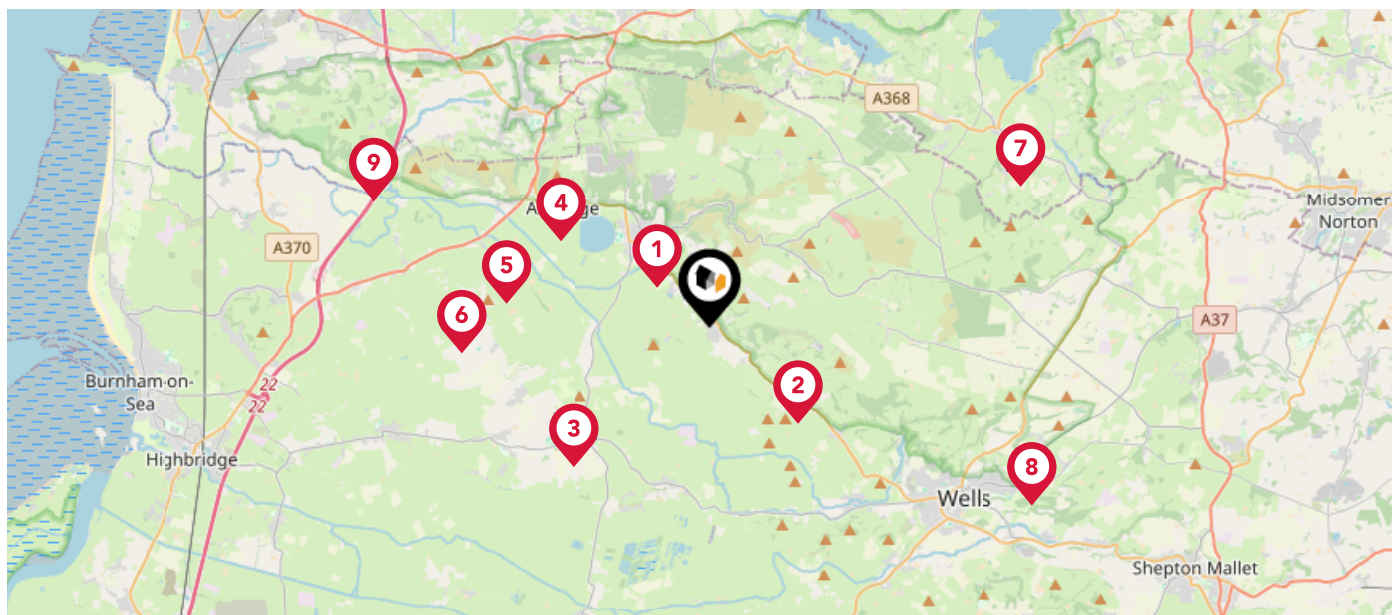 A368
7
9
Midsomer
Norton
4
A370
1
5
6
A37
Burnham-on-
Sea
22
22
2
3
Highbridge
8
Wells
Shepton Mallet